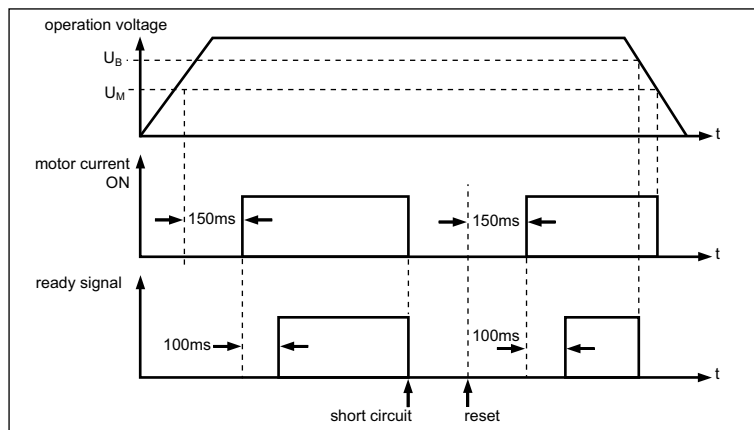 operation voltage
U_B
U_M
t
motor current
ON
150ms
150ms
t
ready signal
100ms
100ms
t
short circuit
reset